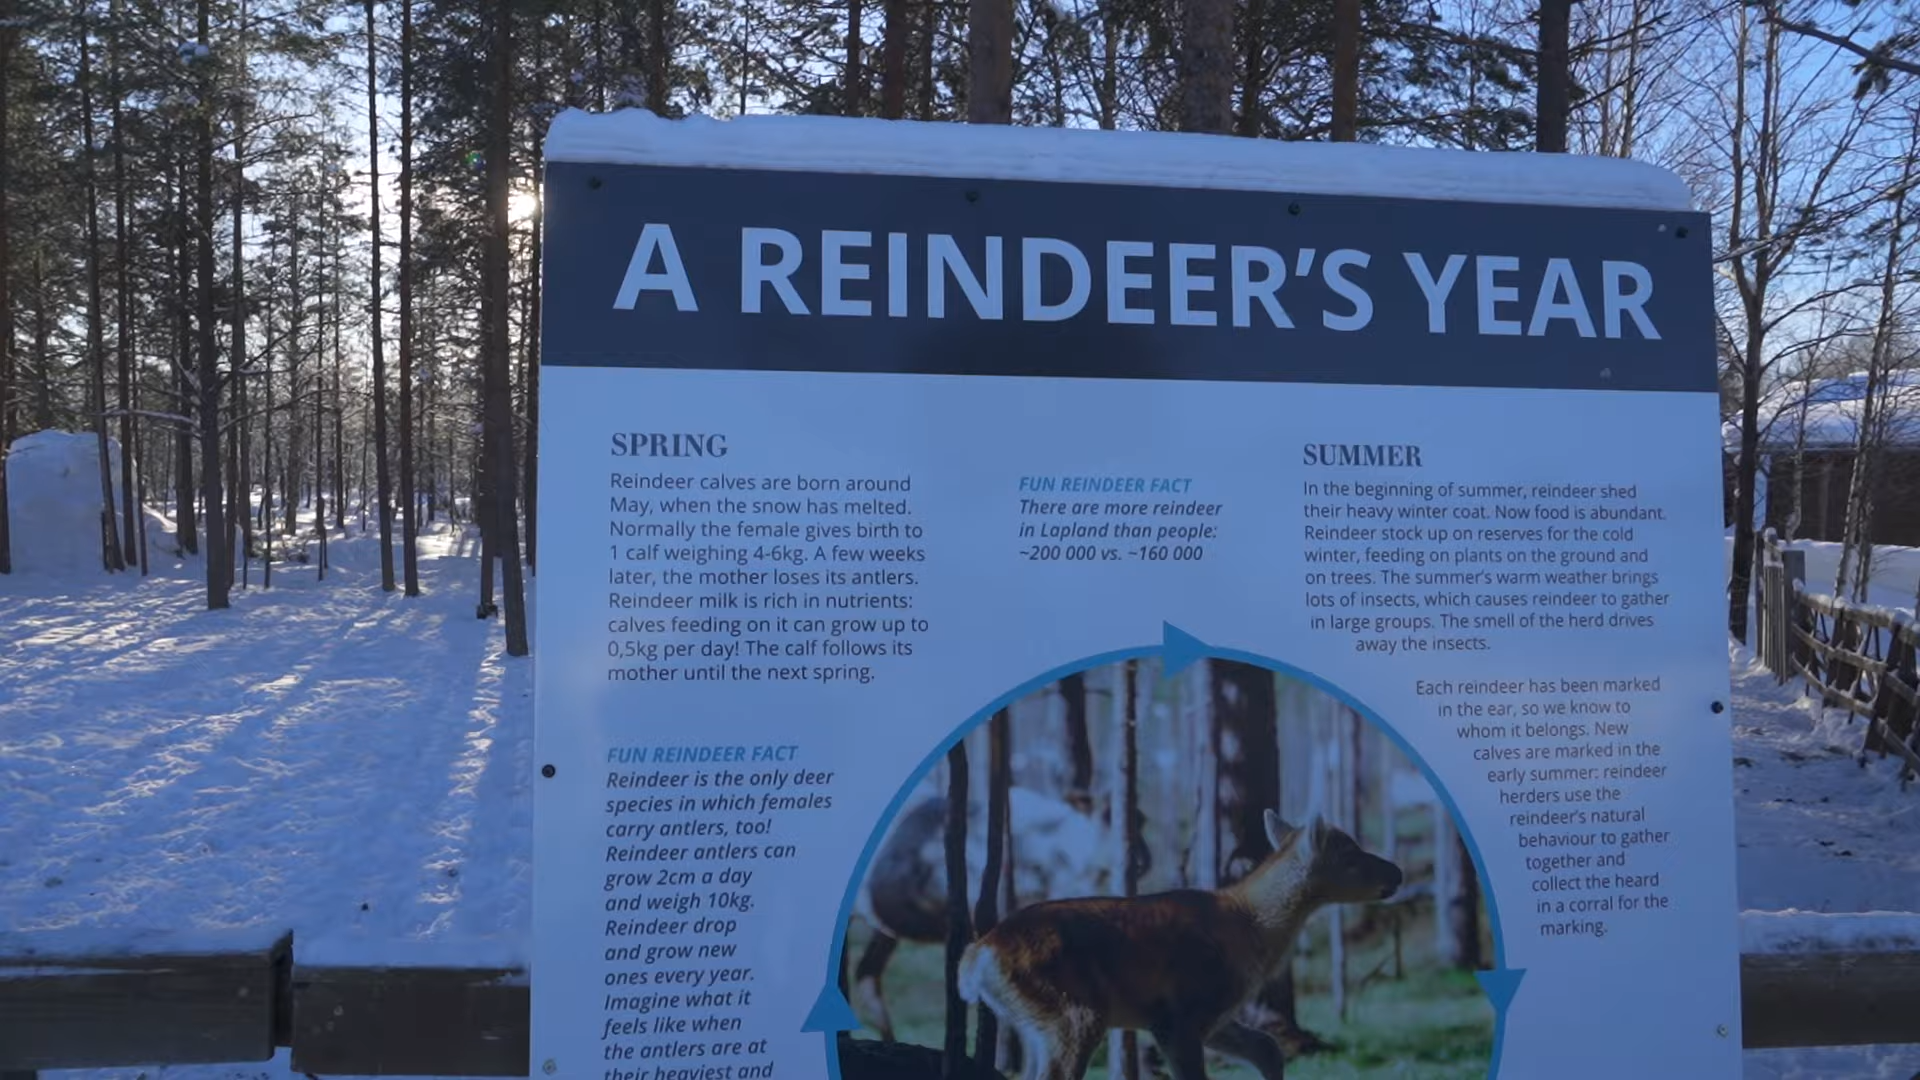 A REINDEER'S YEAR
SPRING
Reindeer calves are born around
May, when the snow has melted.
Normally the female gives birth to
1 calf weighing 4-6kg. A few weeks
later, the mother loses its antlers.
Reindeer milk is rich in nutrients:
calves feeding on it can grow up to
0,5kg per day! The calf follows its
mother until the next spring.
FUN REINDEER FACT
Reindeer is the only deer
species in which females
carry antlers, too!
Reindeer antlers can
grow 2cm a day
and weigh 10kg.
Reindeer drop
and grow new
ones every year.
Imagine what it
feels like when
the antlers are at
their heaviest and
FUN REINDEER FACT
There are more reindeer
in Lapland than people:
~200 000 vs. ~160 000
SUMMER
In the beginning of summer, reindeer shed
their heavy winter coat. Now food is abundant.
Reindeer stock up on reserves for the cold
winter, feeding on plants on the ground and
on trees. The summer's warm weather brings
lots of insects, which causes reindeer to gather
in large groups. The smell of the herd drives
away the insects.
Each reindeer has been marked
in the ear, so we know to
whom it belongs. New
calves are marked in the
early summer: reindeer
herders use the
reindeer's natural
behaviour to gather
together and
collect the heard
in a corral for the
marking.